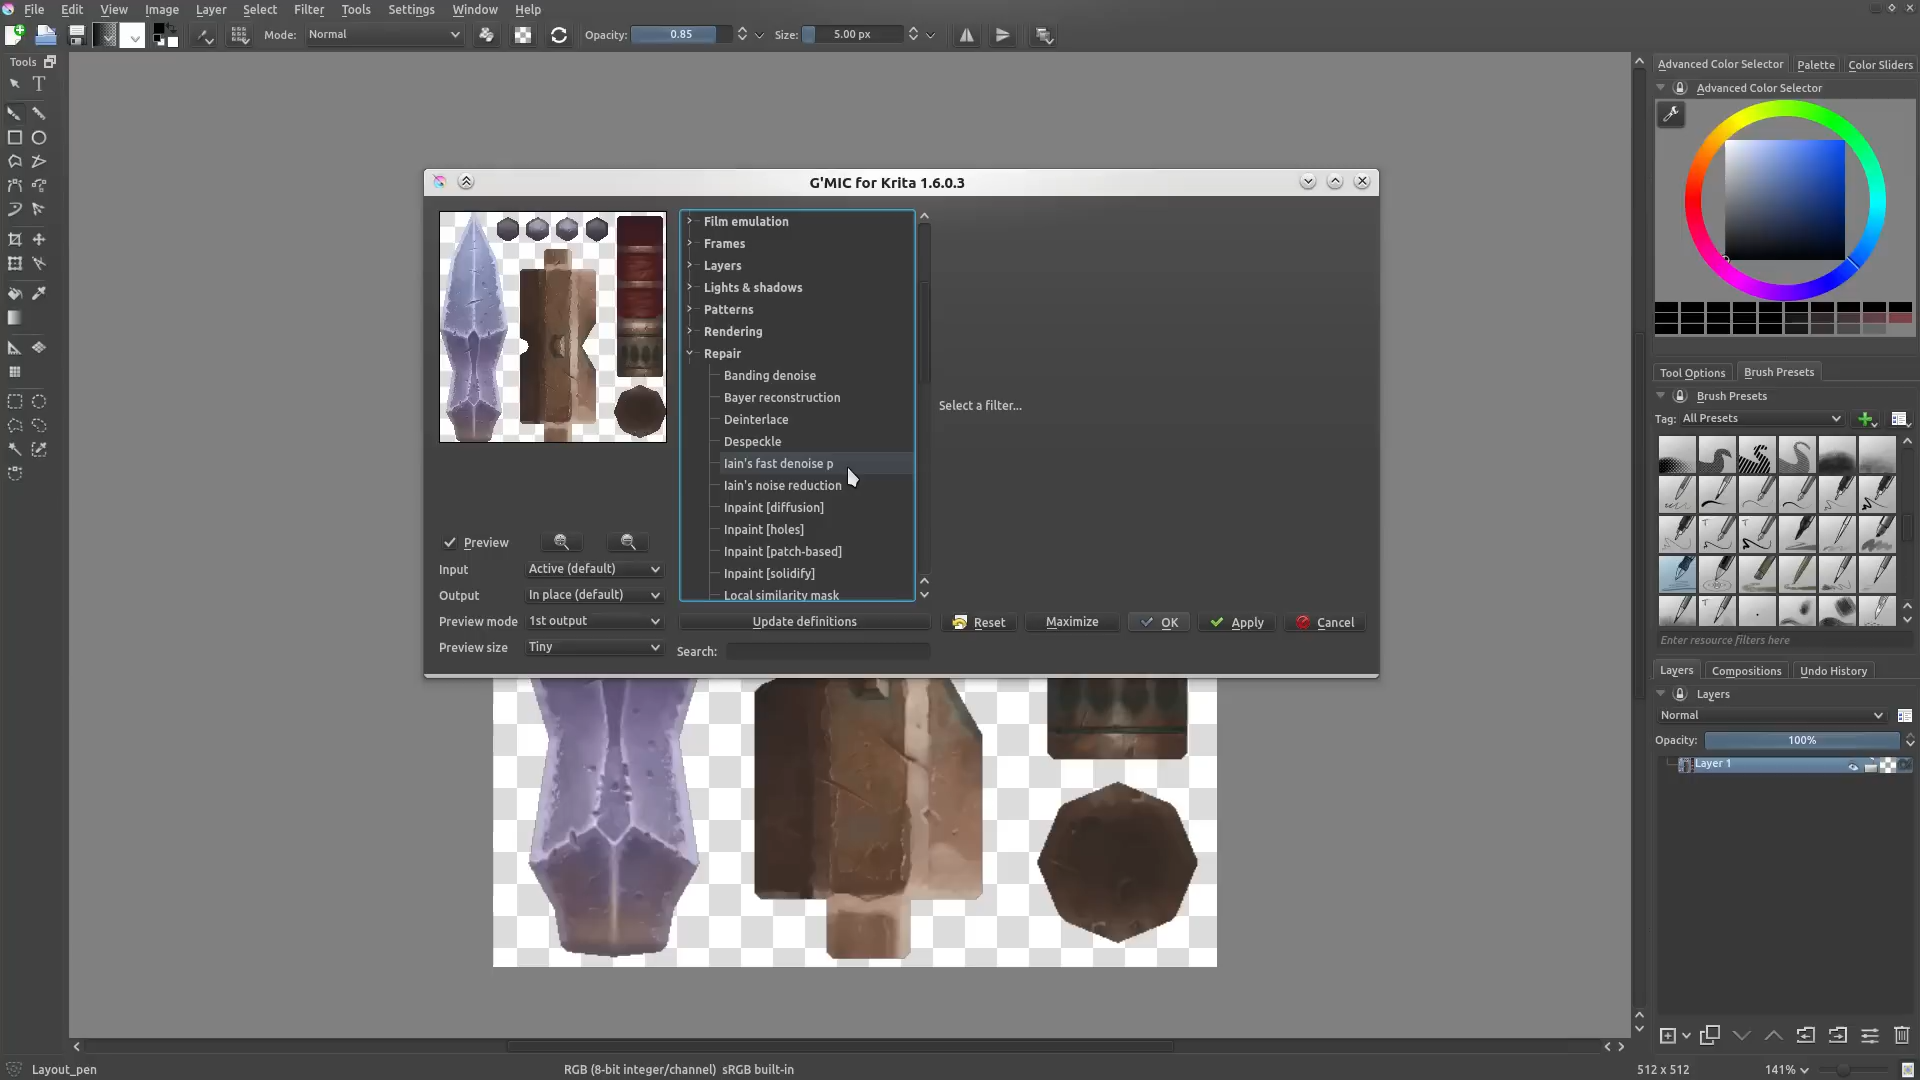 File Edit View Image Layer Select Filter Tools Settings Window Help
Mode: Normal Opacity: 0.85 Size: 5.00 px
Tools
Advanced Color Selector Palette Color Sliders
Advanced Color Selector
G'MIC for Krita 1.6.0.3
Film emulation
Frames
Layers
Lights & shadows
Patterns
Rendering
Repair
Banding denoise
Bayer reconstruction
Deinterlace
Despeckle
Iain's fast denoise p
Iain's noise reduction
Inpaint [diffusion]
Inpaint [holes]
Inpaint [patch-based]
Inpaint [solidify]
Local similarity mask
Select a filter...
Preview
Input Active (default)
Output In place (default)
Preview mode 1st output
Preview size Tiny
Update definitions
Search:
Reset Maximize OK Apply Cancel
Tool Options Brush Presets
Brush Presets
Tag: All Presets
Enter resource filters here
Layers Compositions Undo History
Layers
Normal
Opacity: 100%
Layer 1
Layout_pen RGB (8-bit integer/channel) sRGB built-in 512 x 512 141%